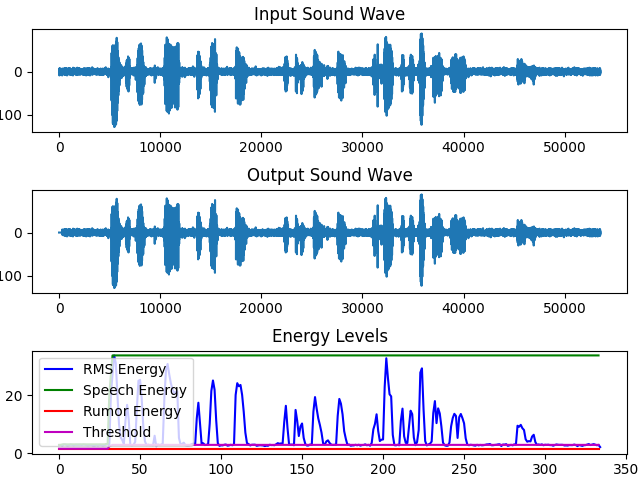 Input Sound Wave
0
100
0 10000 20000 30000 40000 50000
Output Sound Wave
0
100
0 10000 20000 30000 40000 50000
Energy Levels
20
0
RMS Energy
Speech Energy
Rumor Energy
Threshold
0 50 100 150 200 250 300 350